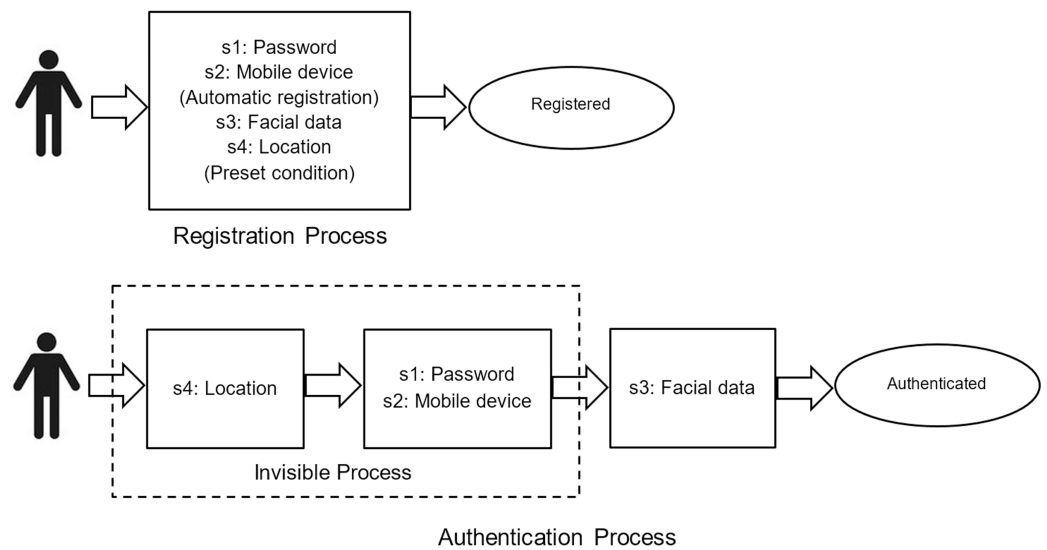 s1: Password
s2: Mobile device
(Automatic registration)
s3: Facial data
s4: Location
(Preset condition)
Registered
Registration Process
s4: Location
s1: Password
s2: Mobile device
s3: Facial data
Authenticated
Invisible Process
Authentication Process